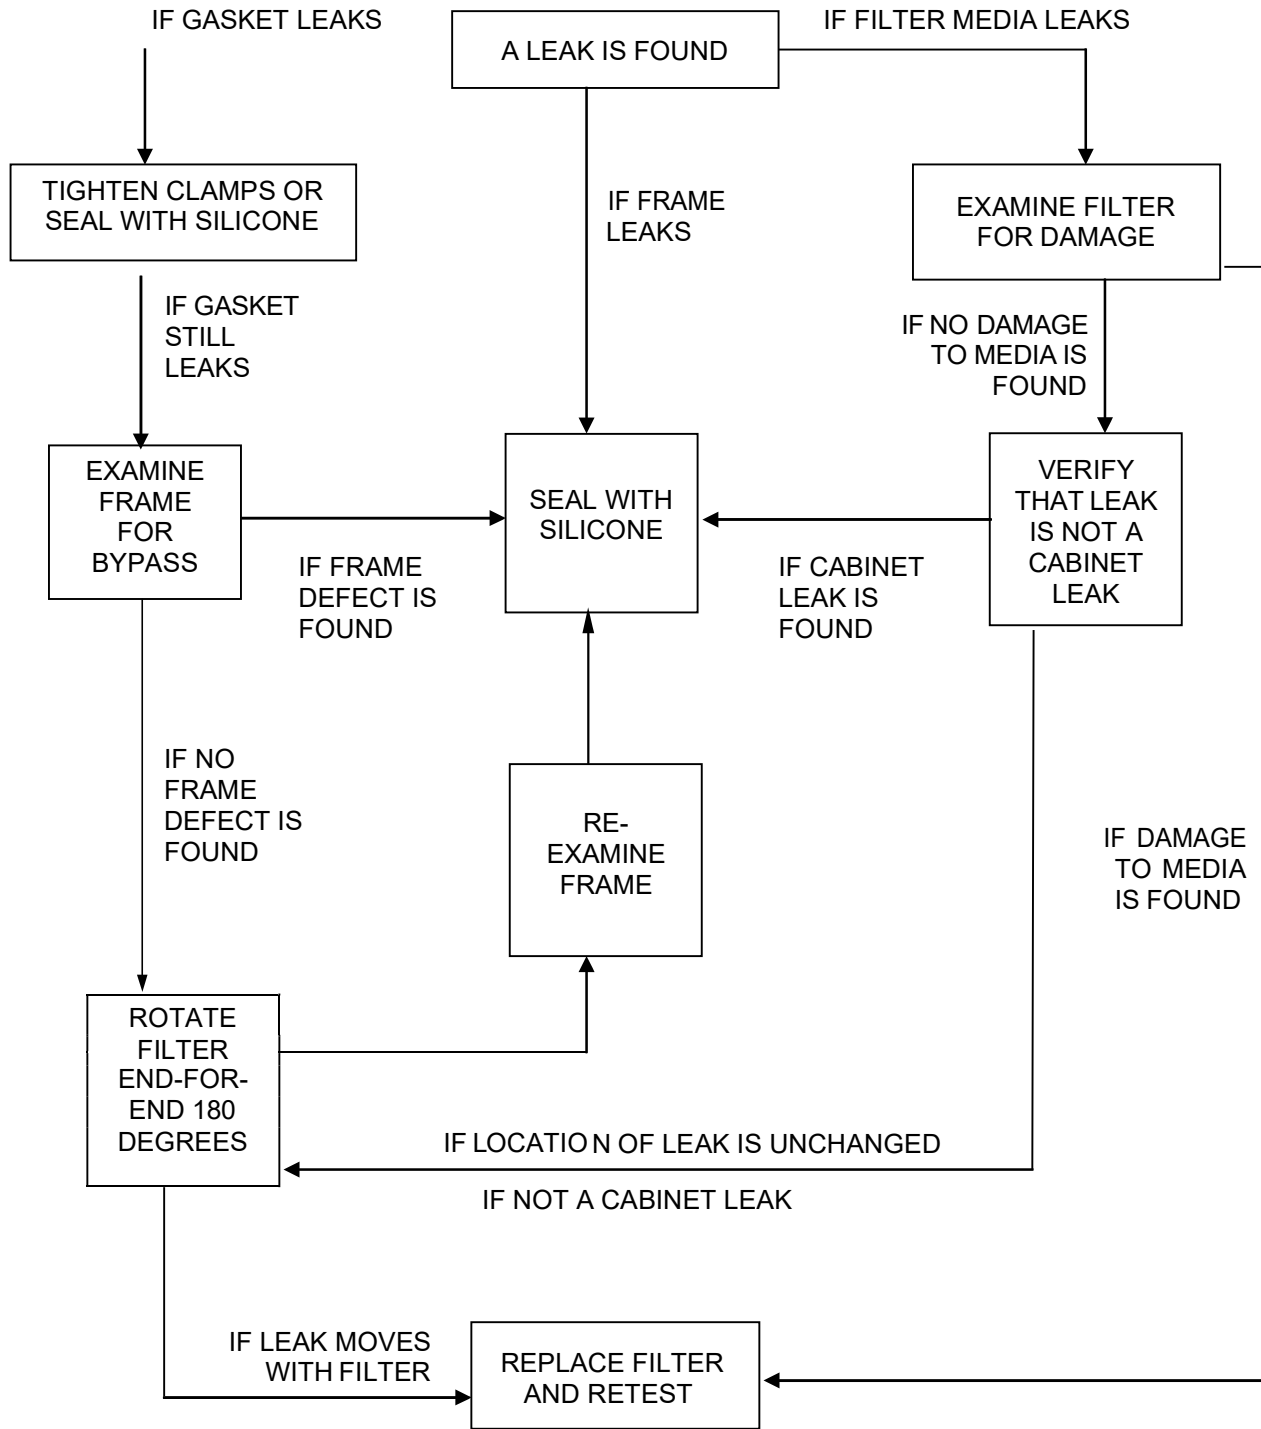 IF GASKET LEAKS
A LEAK IS FOUND
IF FILTER MEDIA LEAKS
TIGHTEN CLAMPS OR
SEAL WITH SILICONE
IF FRAME
LEAKS
EXAMINE FILTER
FOR DAMAGE
IF GASKET
STILL
LEAKS
IF NO DAMAGE
TO MEDIA IS
FOUND
EXAMINE
FRAME
FOR
BYPASS
SEAL WITH
SILICONE
VERIFY
THAT LEAK
IS NOT A
CABINET
LEAK
IF FRAME
DEFECT IS
FOUND
IF CABINET
LEAK IS
FOUND
IF NO
FRAME
DEFECT IS
FOUND
RE-
EXAMINE
FRAME
IF DAMAGE
TO MEDIA
IS FOUND
ROTATE
FILTER
END-FOR-
END 180
DEGREES
IF LOCATION OF LEAK IS UNCHANGED
IF NOT A CABINET LEAK
IF LEAK MOVES
WITH FILTER
REPLACE FILTER
AND RETEST